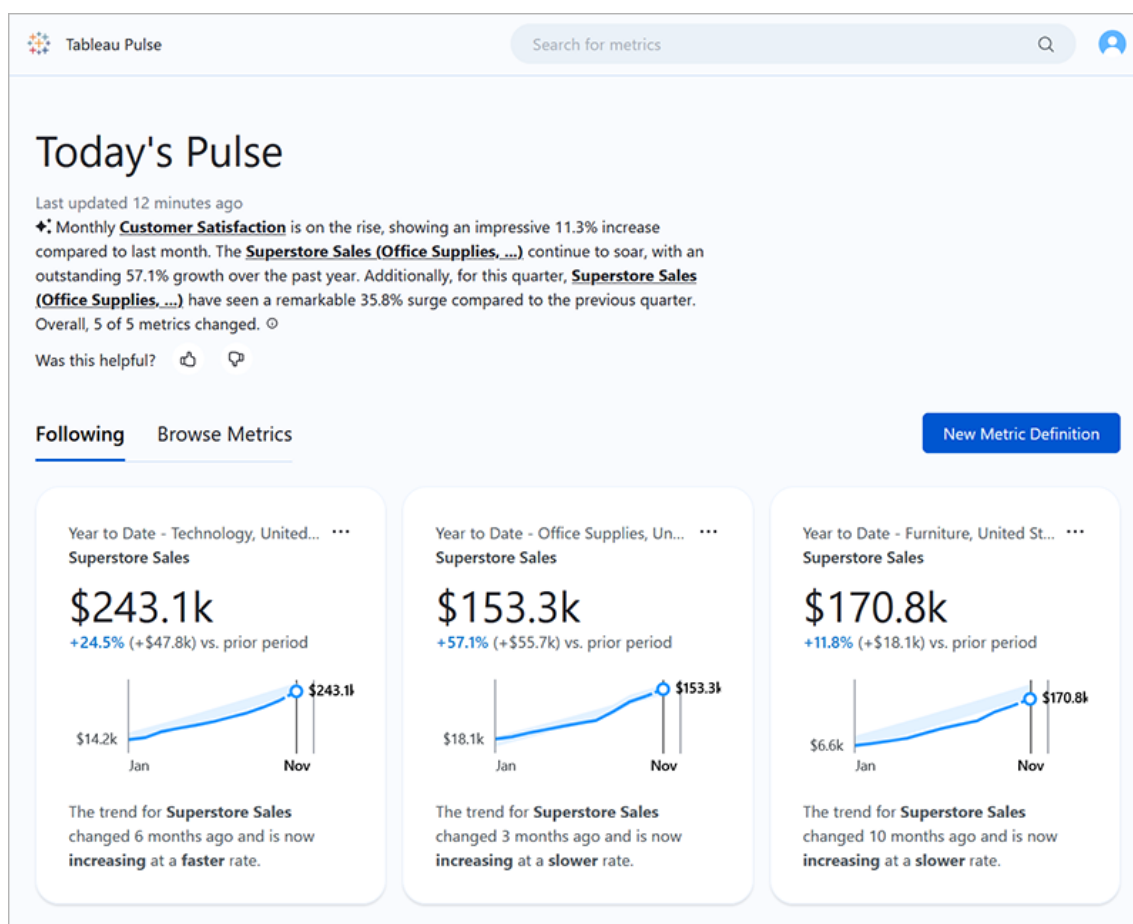 Tableau Pulse
Search for metrics
Today's Pulse
Last updated 12 minutes ago
Monthly Customer Satisfaction is on the rise, showing an impressive 11.3% increase
compared to last month. The Superstore Sales (Office Supplies, ...) continue to soar, with an
outstanding 57.1% growth over the past year. Additionally, for this quarter, Superstore Sales
(Office Supplies, ...) have seen a remarkable 35.8% surge compared to the previous quarter.
Overall, 5 of 5 metrics changed.
Was this helpful?
Following Browse Metrics
New Metric Definition
Year to Date - Technology, United...
Superstore Sales
$243.1k
+24.5% (+$47.8k) vs. prior period
$243.1k
$14.2k
Jan Nov
The trend for Superstore Sales
changed 6 months ago and is now
increasing at a faster rate.
Year to Date - Office Supplies, Un...
Superstore Sales
$153.3k
+57.1% (+$55.7k) vs. prior period
$153.3k
$18.1k
Jan Nov
The trend for Superstore Sales
changed 3 months ago and is now
increasing at a slower rate.
Year to Date - Furniture, United St...
Superstore Sales
$170.8k
+11.8% (+$18.1k) vs. prior period
$170.8k
$6.6k
Jan Nov
The trend for Superstore Sales
changed 10 months ago and is now
increasing at a slower rate.